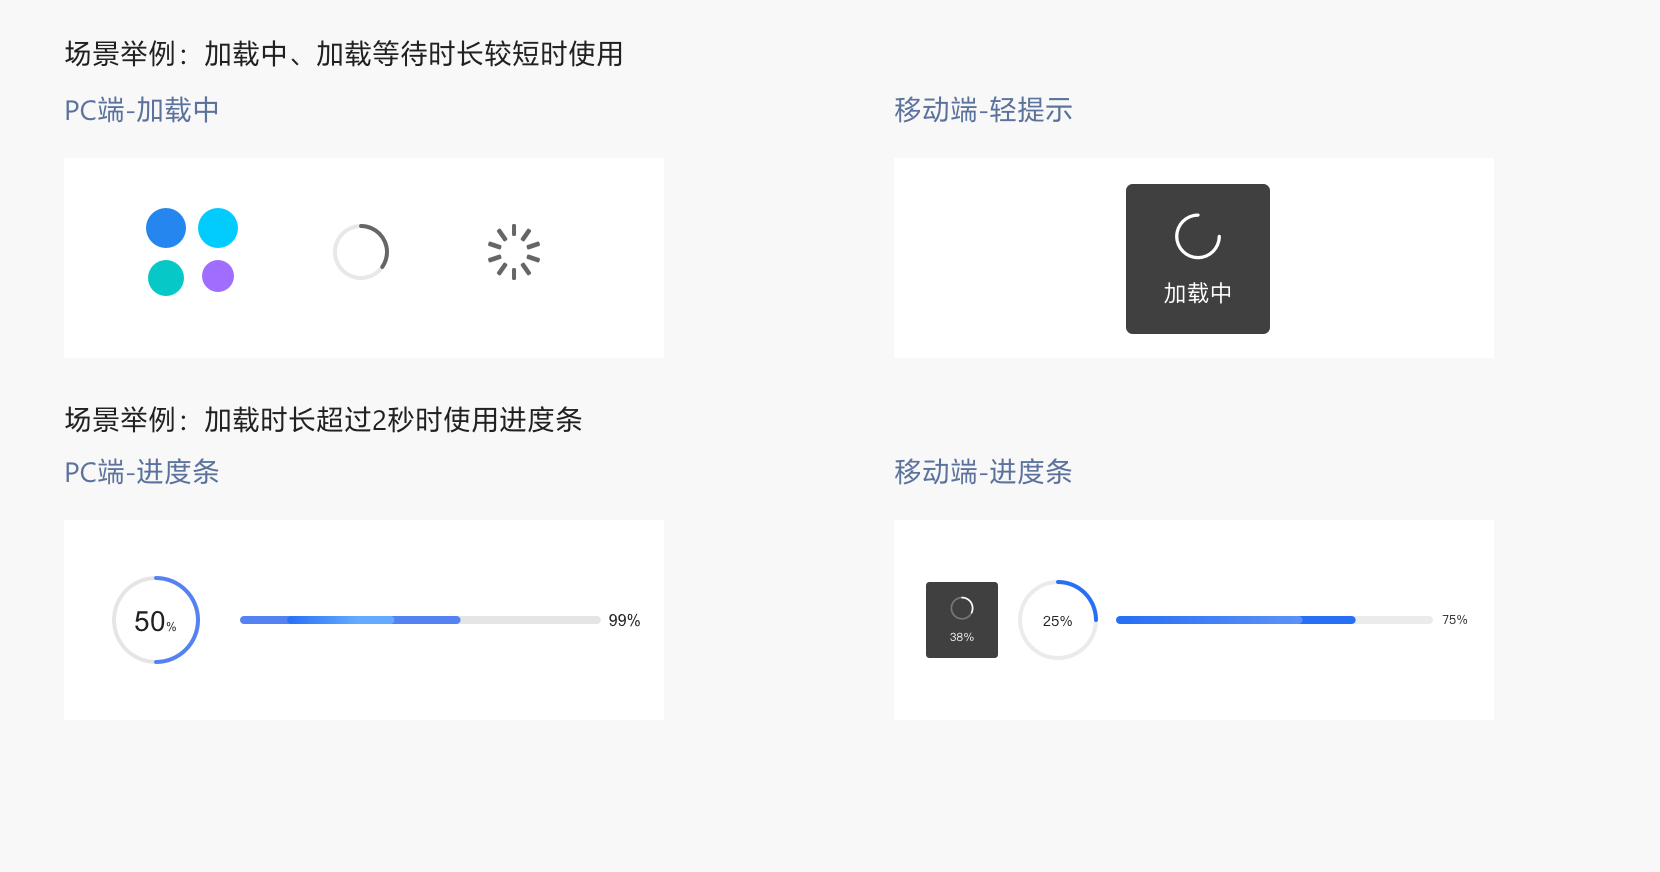 场景举例：加载中、加载等待时长较短时使用
PC端-加载中
移动端-轻提示
加载中
场景举例：加载时长超过2秒时使用进度条
PC端-进度条
移动端-进度条
50%
99%
38%
25%
75%